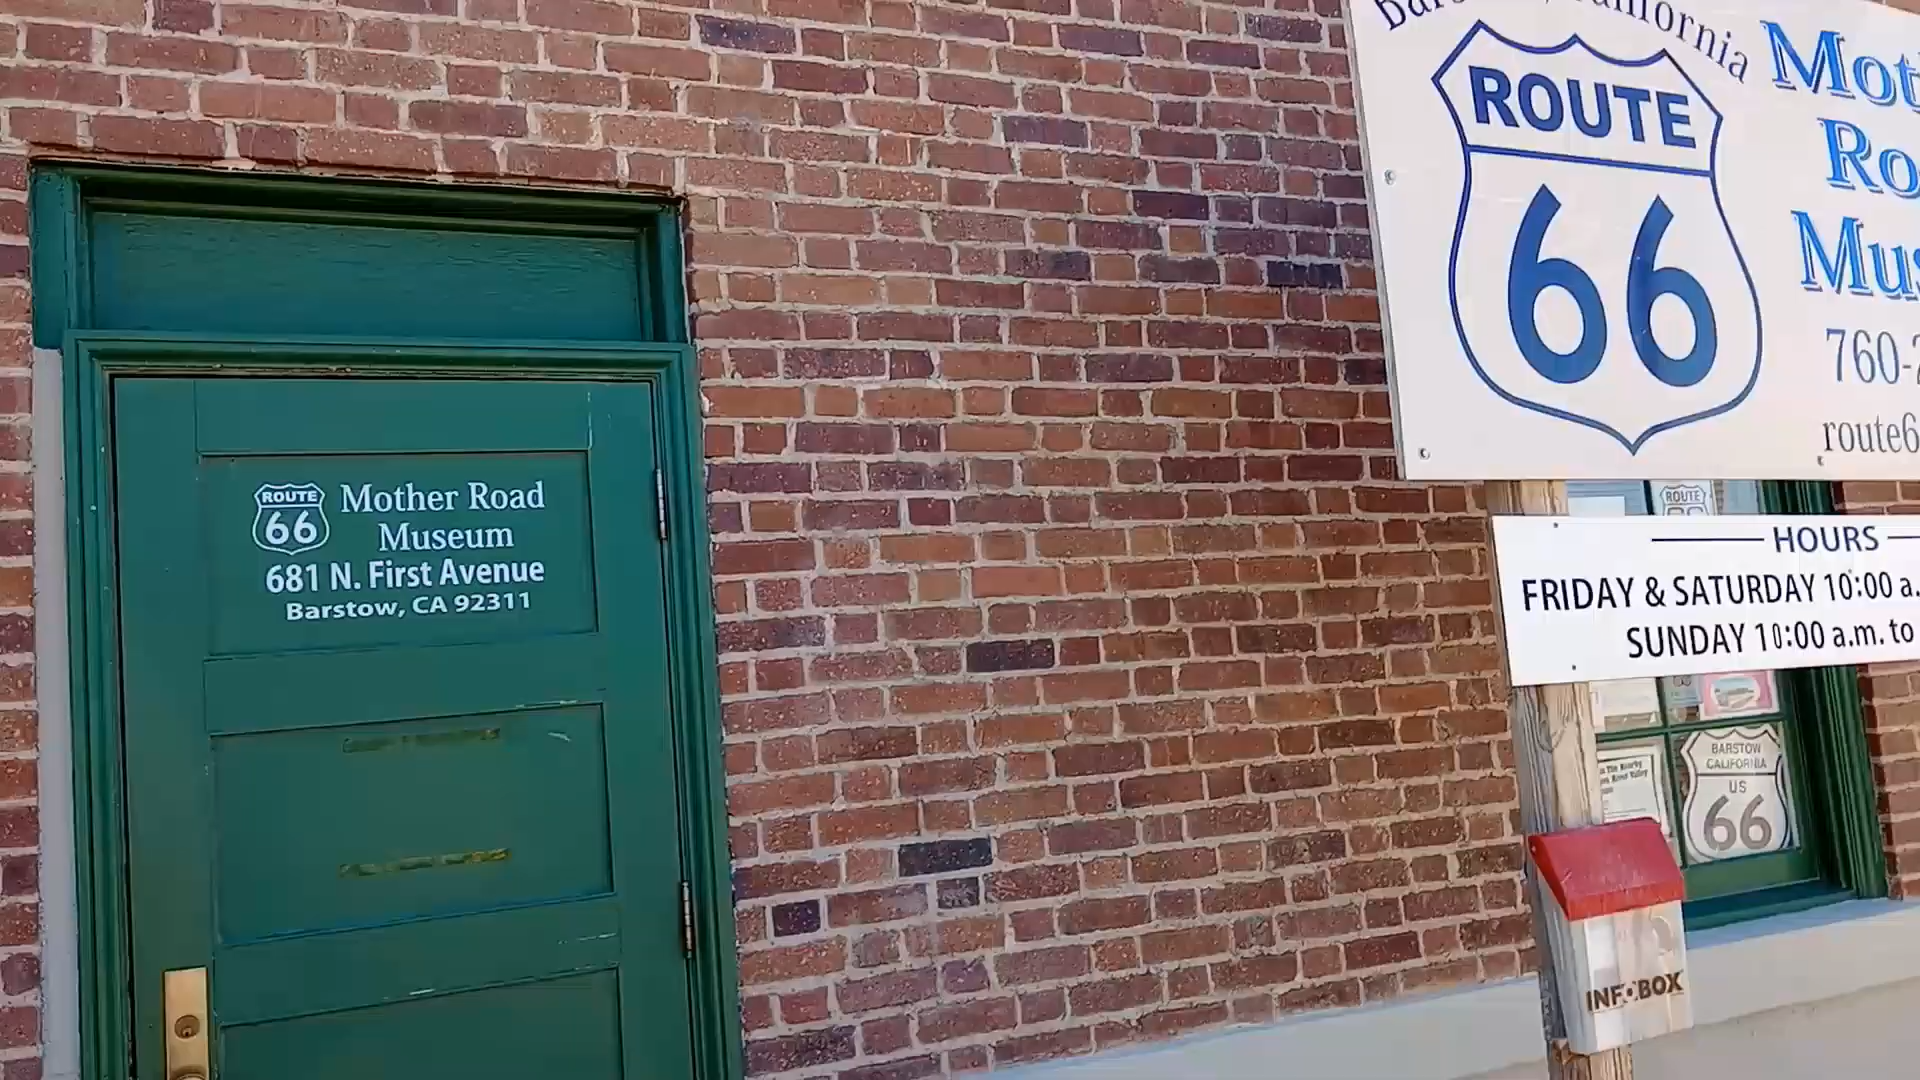 ROUTE
66
Mother Road
Museum
681 N. First Avenue
Barstow, CA 92311
ROUTE
66
760-
route6
HOURS
FRIDAY & SATURDAY 10:00 a.
SUNDAY 10:00 a.m. to
ROUTE
BARSTOW
CALIFORNIA
US
66
INFOBOX